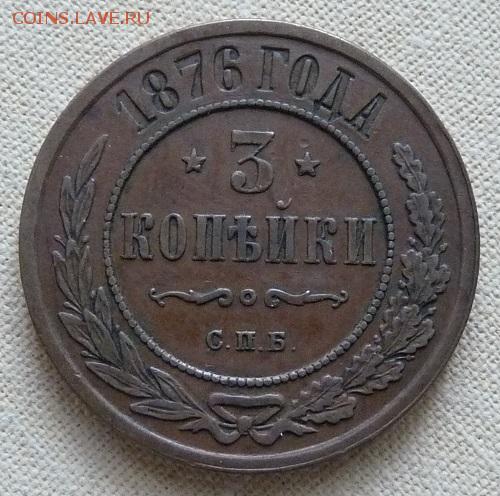 COINS.LAVE.RU
1876 ГОДА
3
КОПѢЙКИ
С.П.Б.